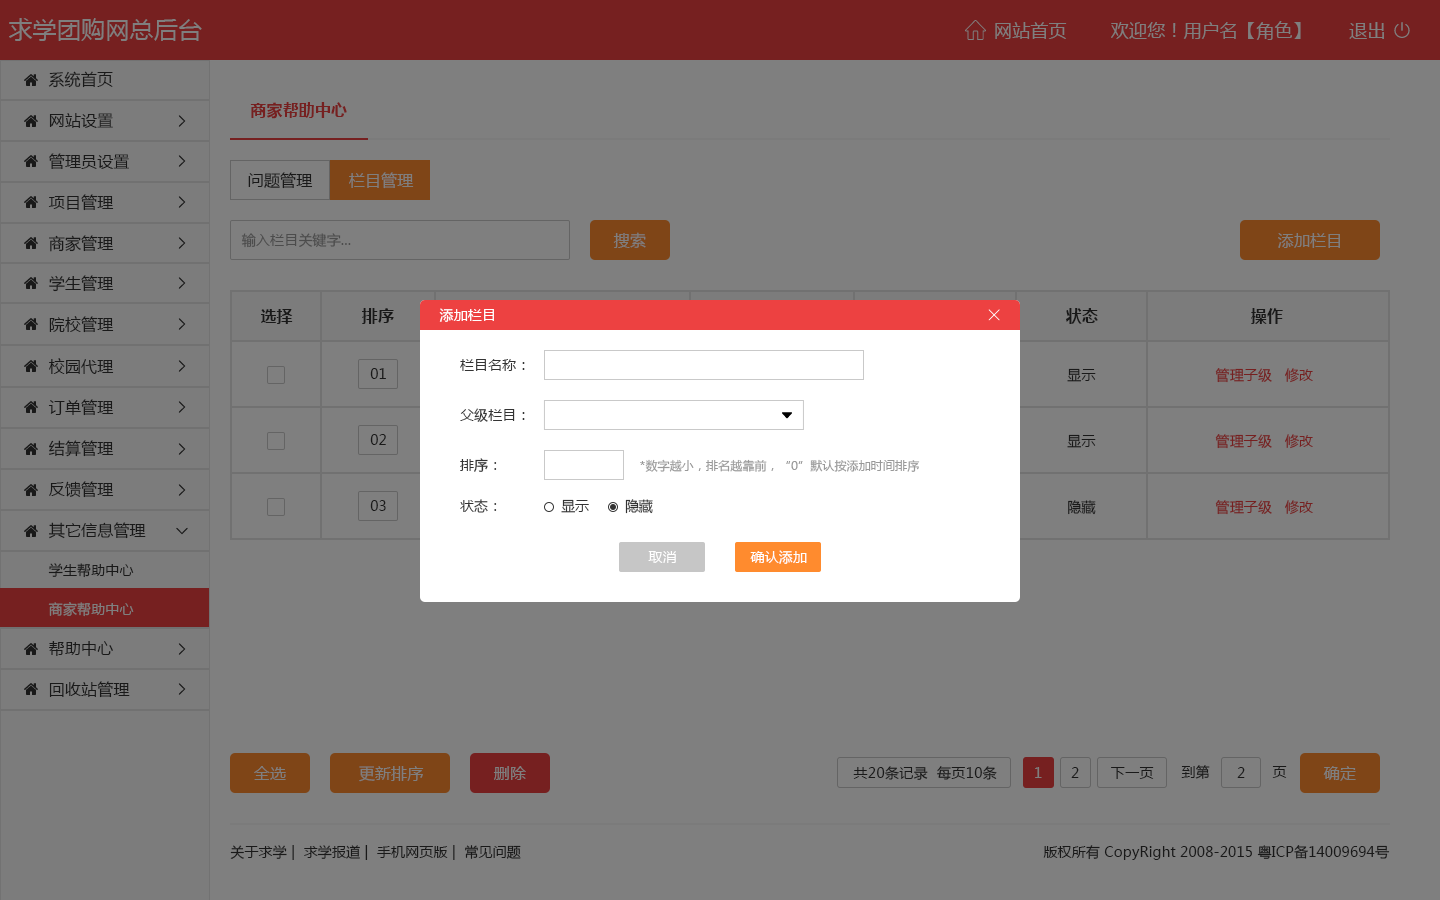 求学团购网总后台
网站首页
欢迎您！用户名【角色】
退出
系统首页
网站设置
管理员设置
项目管理
商家管理
学生管理
院校管理
校园代理
订单管理
结算管理
反馈管理
其它信息管理
学生帮助中心
商家帮助中心
帮助中心
回收站管理
商家帮助中心
问题管理
栏目管理
输入栏目关键字...
搜索
添加栏目
选择
排序
状态
操作
01
显示
管理子级 修改
02
显示
管理子级 修改
03
隐藏
管理子级 修改
添加栏目
栏目名称：
父级栏目：
排序：
*数字越小，排名越靠前，“0”默认按添加时间排序
状态：
显示
隐藏
取消
确认添加
全选
更新排序
删除
共20条记录 每页10条
1
2
下一页
到第
2
页
确定
关于求学 | 求学报道 | 手机网页版 | 常见问题
版权所有 CopyRight 2008-2015 粤ICP备14009694号